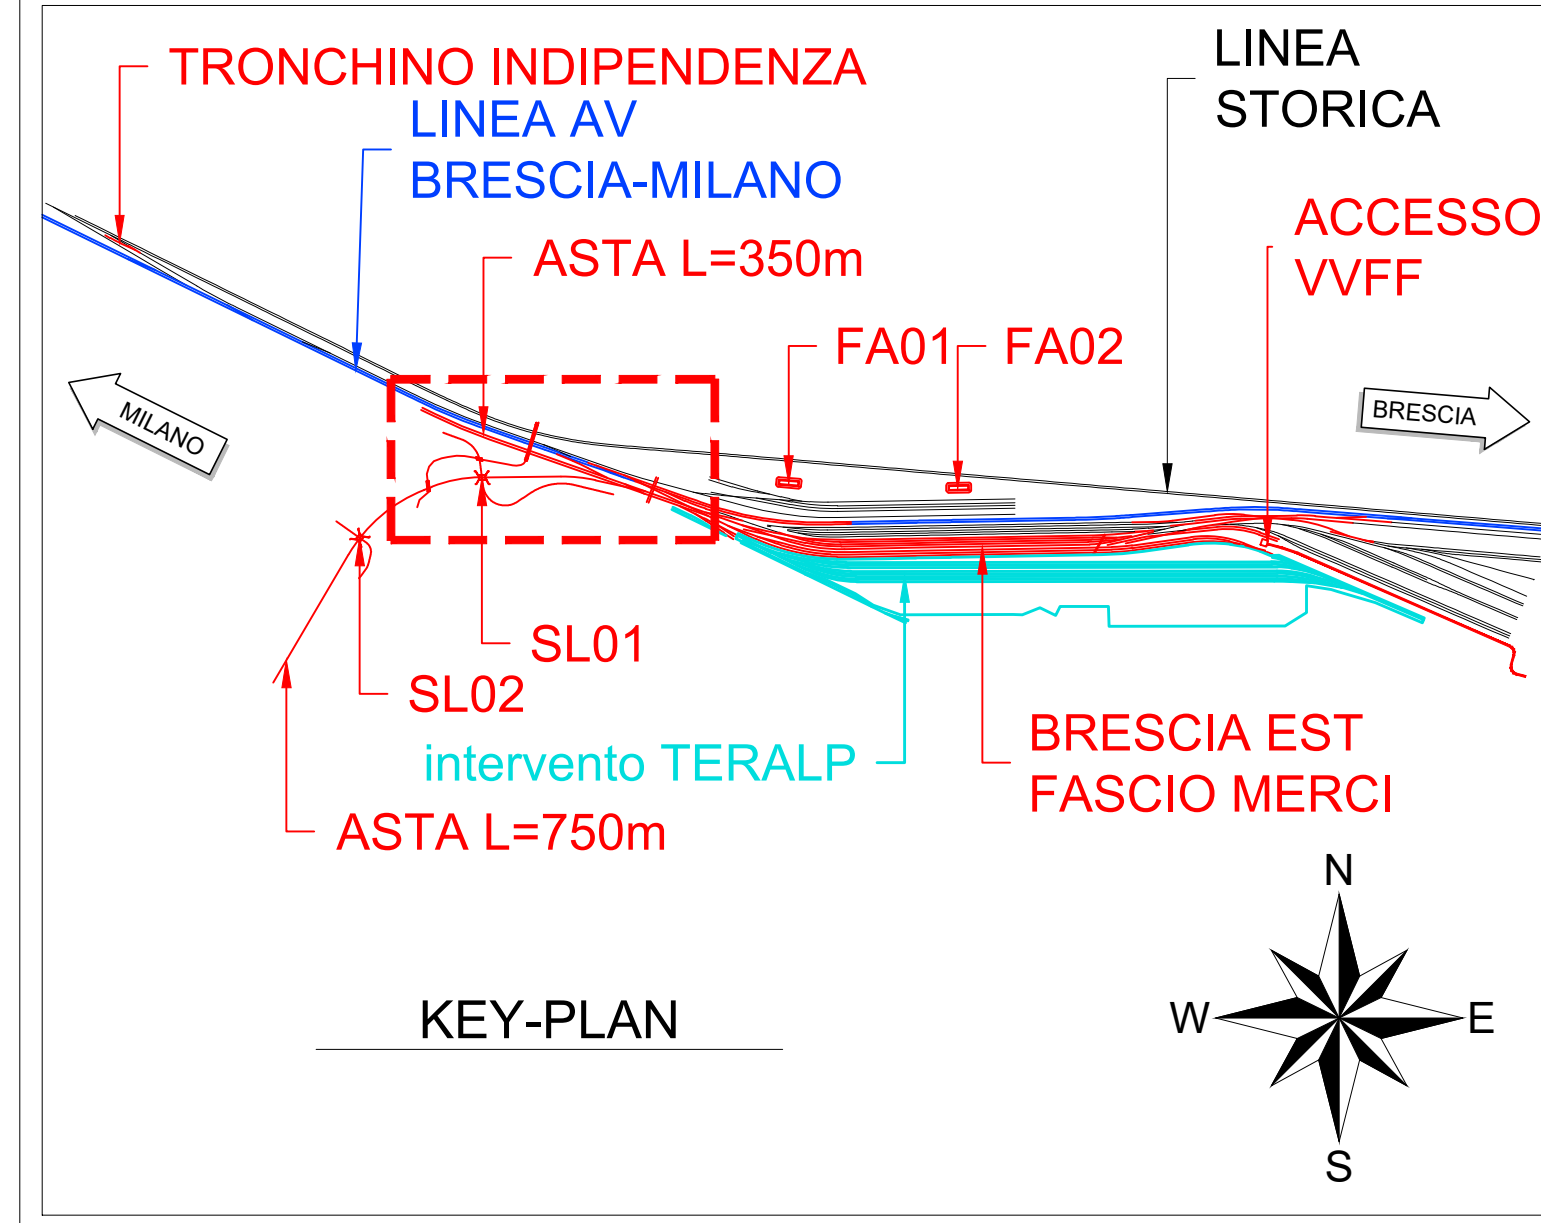 TRONCHINO INDIPENDENZA
LINEA AV
BRESCIA-MILANO
LINEA
STORICA
ACCESSO
VVFF
ASTA L=350m
FA01
FA02
MILANO
BRESCIA
SL01
SL02
intervento TERALP
BRESCIA EST
FASCIO MERCI
ASTA L=750m
KEY-PLAN
N
W
E
S